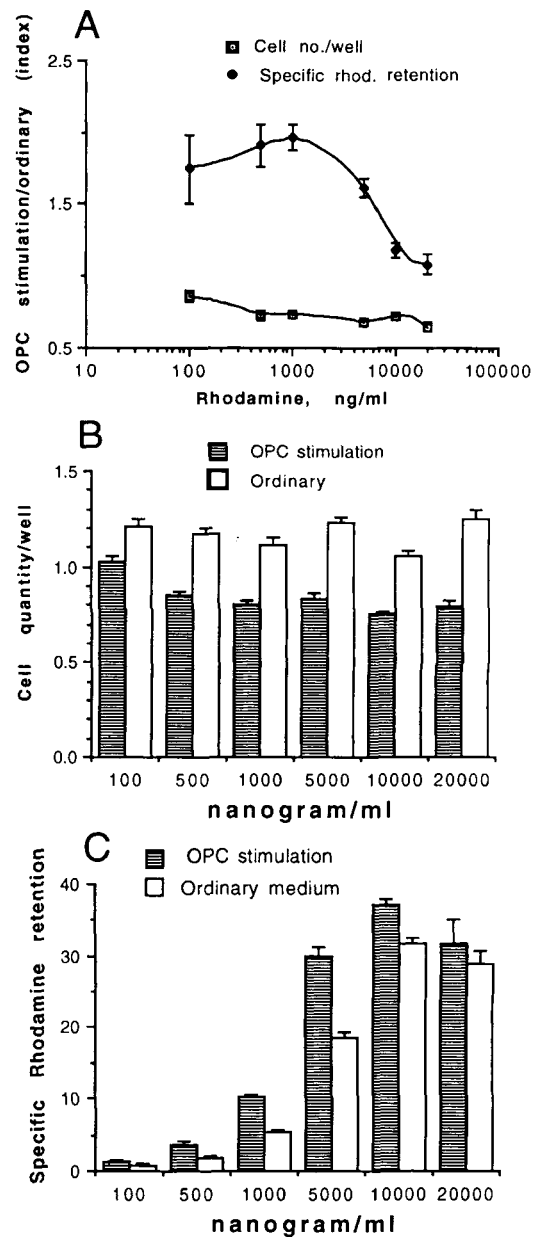 A
Cell no./well
Specific rhod. retention
OPC stimulation/ordinary (index)
2.5
1.5
0.5
10
100
1000
10000
100000
Rhodamine, ng/ml
B
OPC stimulation
Ordinary
Cell quantity/well
1.5
1.0
0.5
0.0
100
500
1000
5000
10000
20000
nanogram/ml
C
OPC stimulation
Ordinary medium
Specific Rhodamine retention
40
30
20
10
0
100
500
1000
5000
10000
20000
nanogram/ml